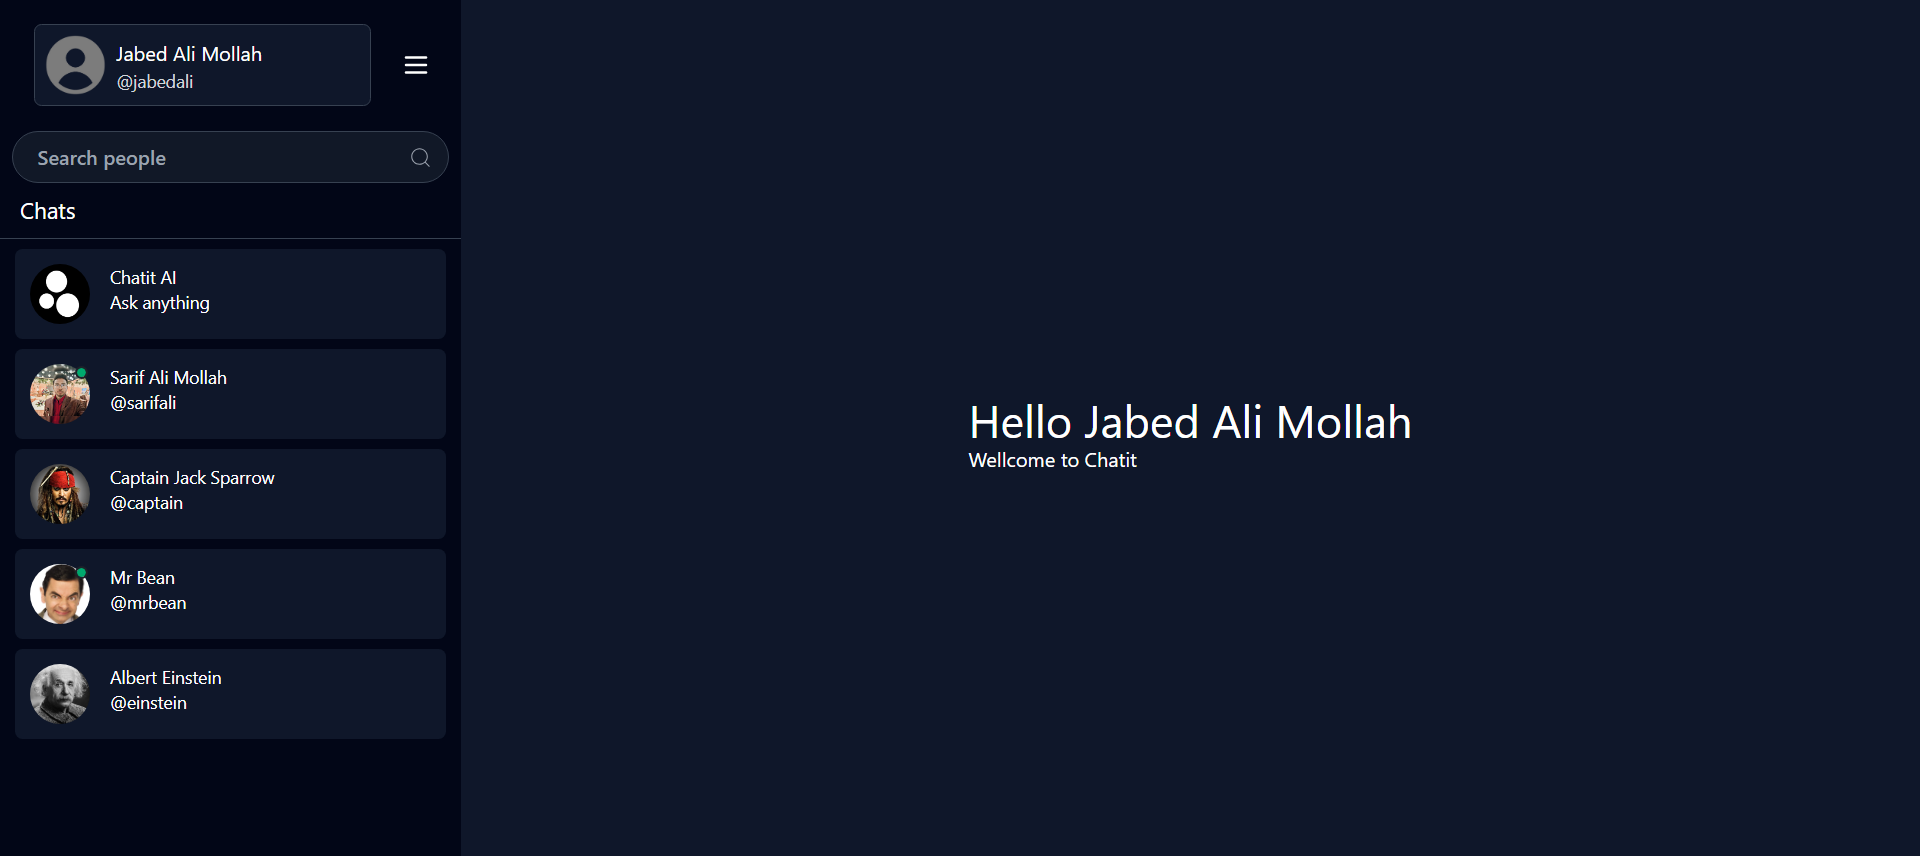 Jabed Ali Mollah
@jabedali
Search people
Chats
Chatit AI
Ask anything
Sarif Ali Mollah
@sarifali
Captain Jack Sparrow
@captain
Mr Bean
@mrbean
Albert Einstein
@einstein
Hello Jabed Ali Mollah
Wellcome to Chatit